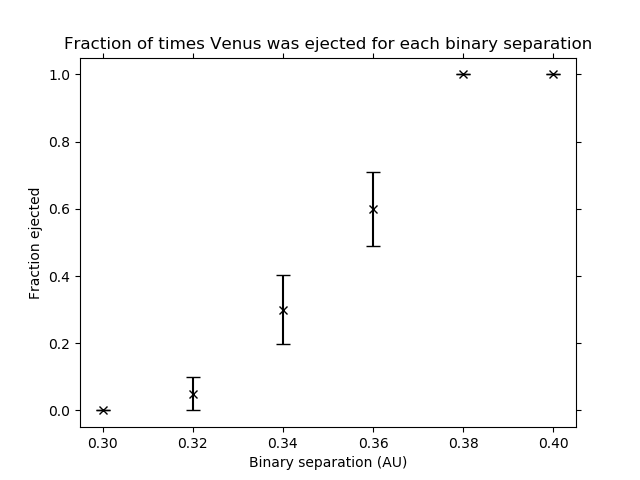 Fraction of times Venus was ejected for each binary separation
1.0
0.8
0.6
0.4
0.2
0.0
Fraction ejected
0.30 0.32 0.34 0.36 0.38 0.40
Binary separation (AU)